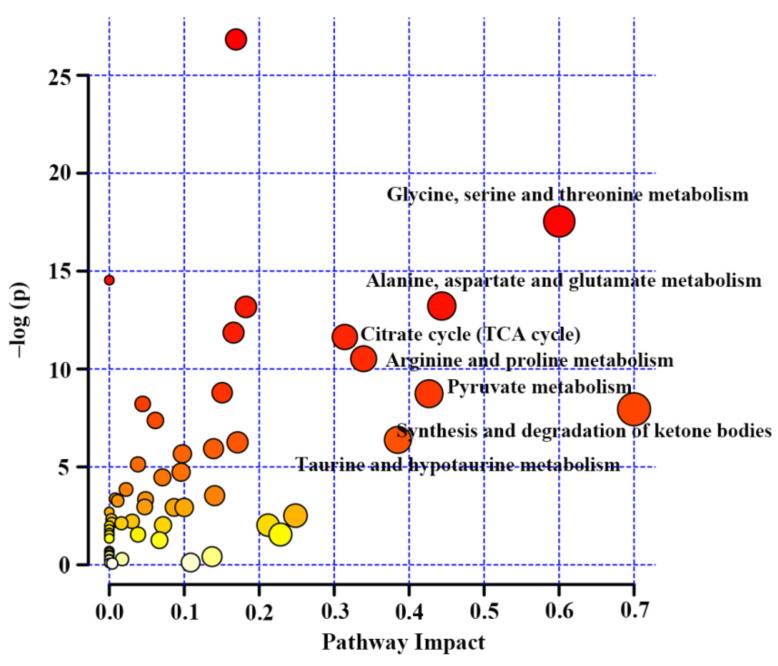 25
20
Glycine, serine and threonine metabolism
15
Alanine, aspartate and glutamate metabolism
–log (p)
Citrate cycle (TCA cycle)
10
Arginine and proline metabolism
Pyruvate metabolism
Synthesis and degradation of ketone bodies
5
Taurine and hypotaurine metabolism
0
0.0 0.1 0.2 0.3 0.4 0.5 0.6 0.7
Pathway Impact